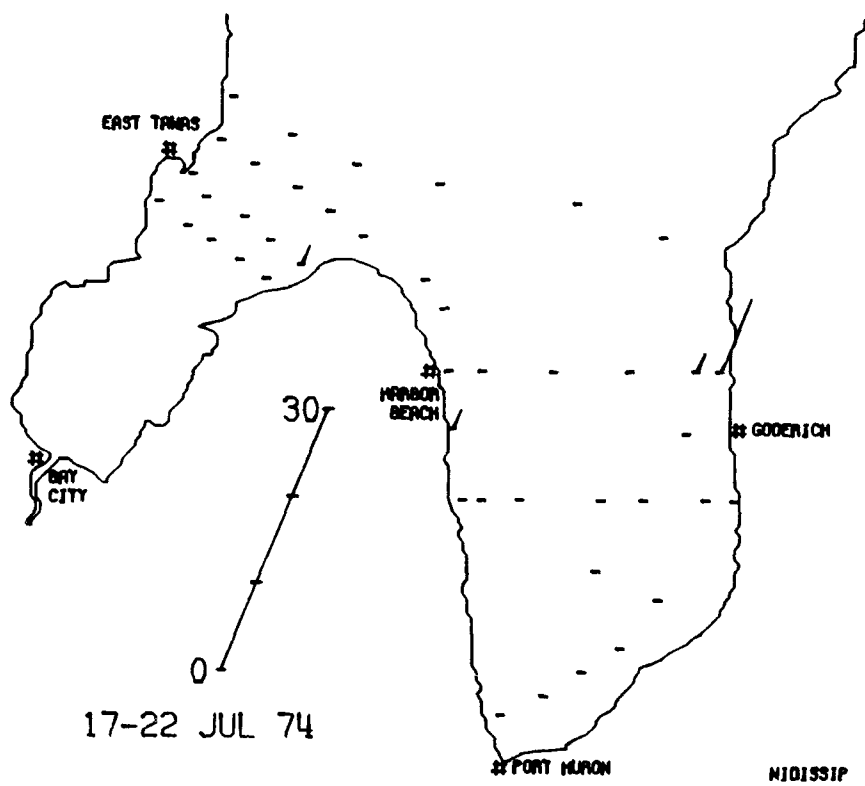 EAST TAWAS
#
30
#
HARBOR
BEACH
# GODERICH
#
BAY
CITY
0
17-22 JUL 74
# PORT HURON
NIDISSIP